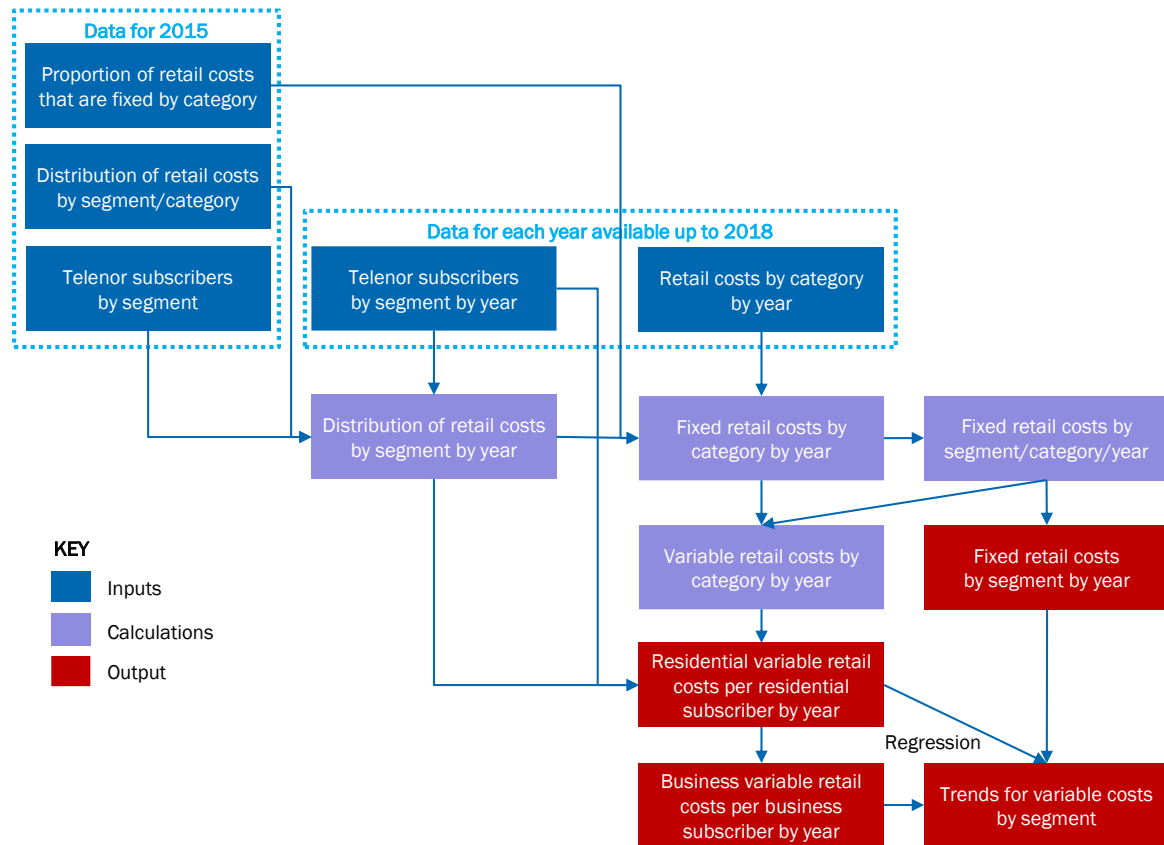 Data for 2015
Proportion of retail costs
that are fixed by category
Distribution of retail costs
by segment/category
Telenor subscribers
by segment
Data for each year available up to 2018
Telenor subscribers
by segment by year
Retail costs by category
by year
Distribution of retail costs
by segment by year
Fixed retail costs by
category by year
Fixed retail costs by
segment/category/year
Variable retail costs by
category by year
Fixed retail costs
by segment by year
KEY
Inputs
Calculations
Output
Residential variable retail
costs per residential
subscriber by year
Regression
Business variable retail
costs per business
subscriber by year
Trends for variable costs
by segment